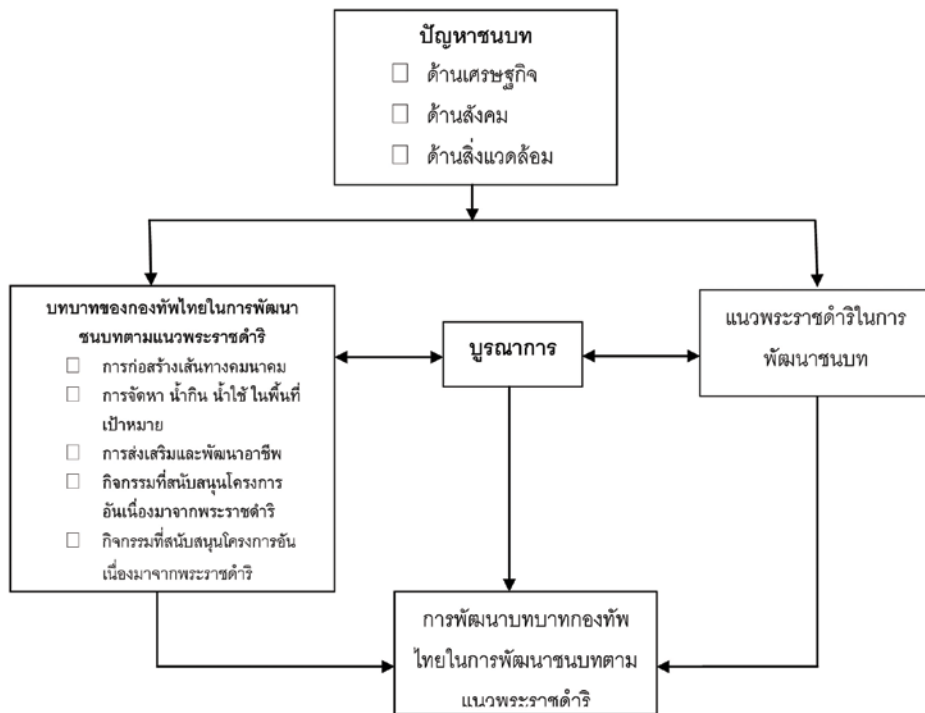 ปัญหาชนบท
☐ ด้านเศรษฐกิจ
☐ ด้านสังคม
☐ ด้านสิ่งแวดล้อม
บทบาทของกองทัพไทยในการพัฒนา
ชนบทตามแนวพระราชดำริ
☐ การก่อสร้างเส้นทางคมนาคม
☐ การจัดหา น้ำกิน น้ำใช้ ในพื้นที่
เป้าหมาย
☐ การส่งเสริมและพัฒนาอาชีพ
☐ กิจกรรมที่สนับสนุนโครงการ
อันเนื่องมาจากพระราชดำริ
☐ กิจกรรมที่สนับสนุนโครงการอัน
เนื่องมาจากพระราชดำริ
บูรณาการ
แนวพระราชดำริในการ
พัฒนาชนบท
การพัฒนาบทบาทกองทัพ
ไทยในการพัฒนาชนบทตาม
แนวพระราชดำริ